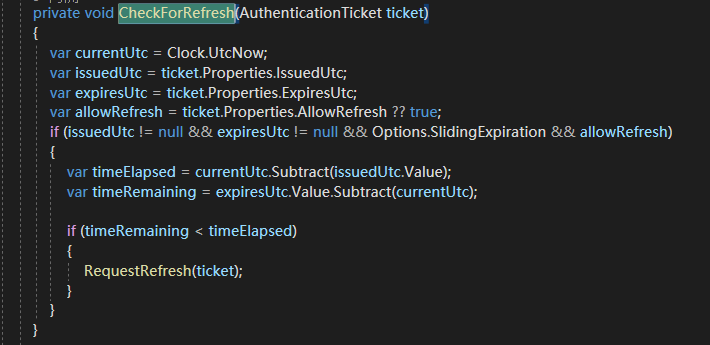 private void CheckForRefresh(AuthenticationTicket ticket)
{
var currentUtc = Clock.UtcNow;
var issuedUtc = ticket.Properties.IssuedUtc;
var expiresUtc = ticket.Properties.ExpiresUtc;
var allowRefresh = ticket.Properties.AllowRefresh ?? true;
if (issuedUtc != null && expiresUtc != null && Options.SlidingExpiration && allowRefresh)
{
var timeElapsed = currentUtc.Subtract(issuedUtc.Value);
var timeRemaining = expiresUtc.Value.Subtract(currentUtc);
if (timeRemaining < timeElapsed)
{
RequestRefresh(ticket);
}
}
}